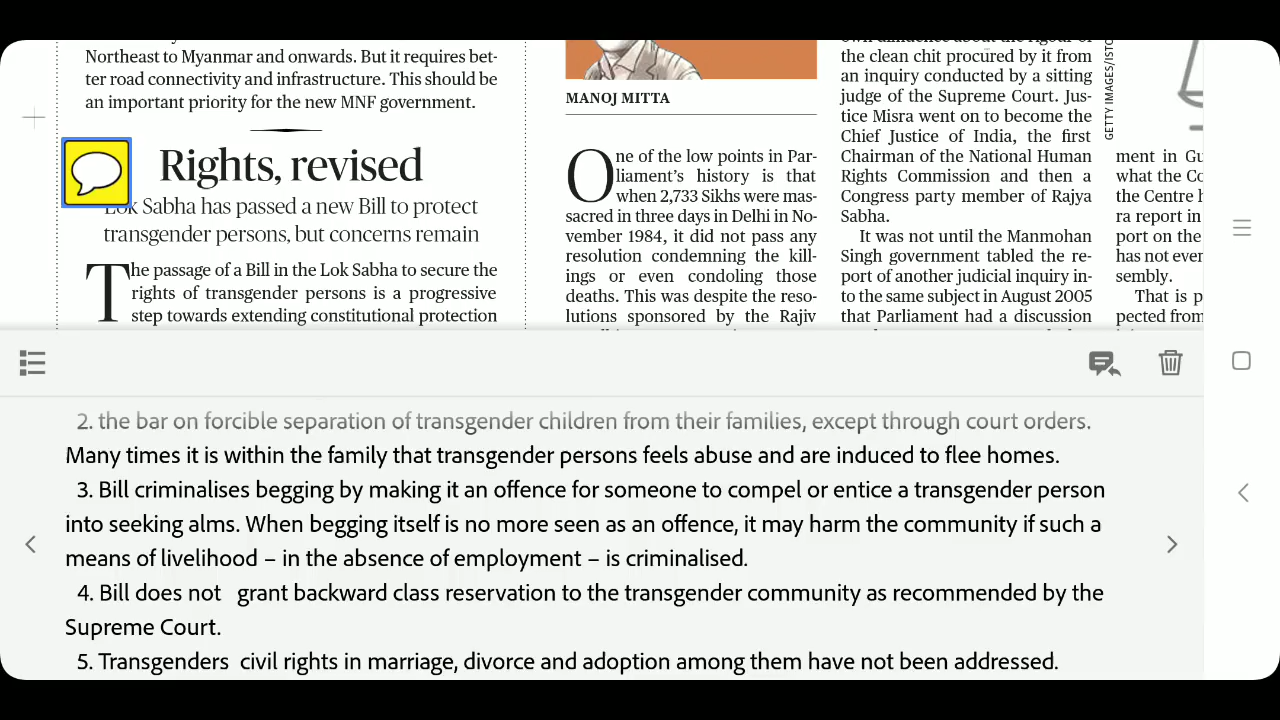 Northeast to Myanmar and onwards. But it requires bet-
ter road connectivity and infrastructure. This should be
an important priority for the new MNF government.
Rights, revised
Lok Sabha has passed a new Bill to protect
transgender persons, but concerns remain
The passage of a Bill in the Lok Sabha to secure the
rights of transgender persons is a progressive
step towards extending constitutional protection
MANOJ MITTA
One of the low points in Par-
liament's history is that
when 2,733 Sikhs were mas-
sacred in three days in Delhi in No-
vember 1984, it did not pass any
resolution condemning the kill-
ings or even condoling those
deaths. This was despite the reso-
lutions sponsored by the Rajiv
the clean chit procured by it from
an inquiry conducted by a sitting
judge of the Supreme Court. Jus-
tice Misra went on to become the
Chief Justice of India, the first
Chairman of the National Human
Rights Commission and then a
Congress party member of Rajya
Sabha.
It was not until the Manmohan
Singh government tabled the re-
port of another judicial inquiry in-
to the same subject in August 2005
that Parliament had a discussion
GETTY IMAGES/ISTO
ment in Gu
what the Co
the Centre h
ra report in
port on the
has not ever
sembly.
That is p
pected from
2. the bar on forcible separation of transgender children from their families, except through court orders.
Many times it is within the family that transgender persons feels abuse and are induced to flee homes.
3. Bill criminalises begging by making it an offence for someone to compel or entice a transgender person
into seeking alms. When begging itself is no more seen as an offence, it may harm the community if such a
means of livelihood – in the absence of employment – is criminalised.
4. Bill does not grant backward class reservation to the transgender community as recommended by the
Supreme Court.
5. Transgenders civil rights in marriage, divorce and adoption among them have not been addressed.